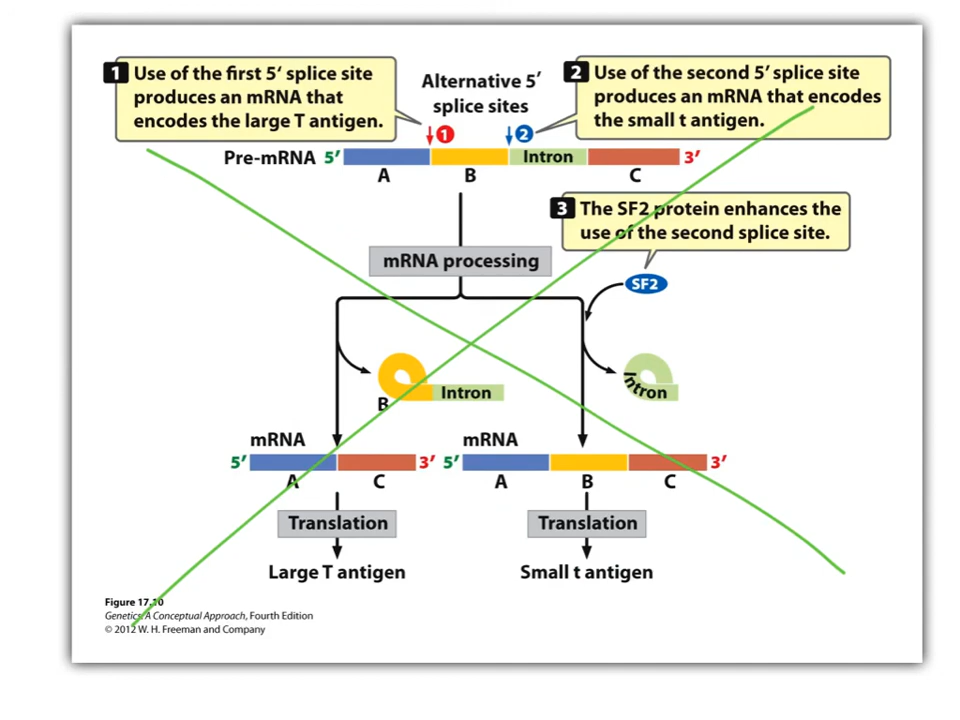 1 Use of the first 5′ splice site
produces an mRNA that
encodes the large T antigen.
Alternative 5′
splice sites
2 Use of the second 5′ splice site
produces an mRNA that encodes
the small t antigen.
1 2
Pre-mRNA 5′ Intron 3′
A B C
3 The SF2 protein enhances the
use of the second splice site.
mRNA processing
SF2
B Intron
Intron
mRNA mRNA
5′ 3′ 5′ 3′
A C A B C
Translation Translation
Large T antigen Small t antigen
Figure 17.10
Genetics: A Conceptual Approach, Fourth Edition
© 2012 W. H. Freeman and Company